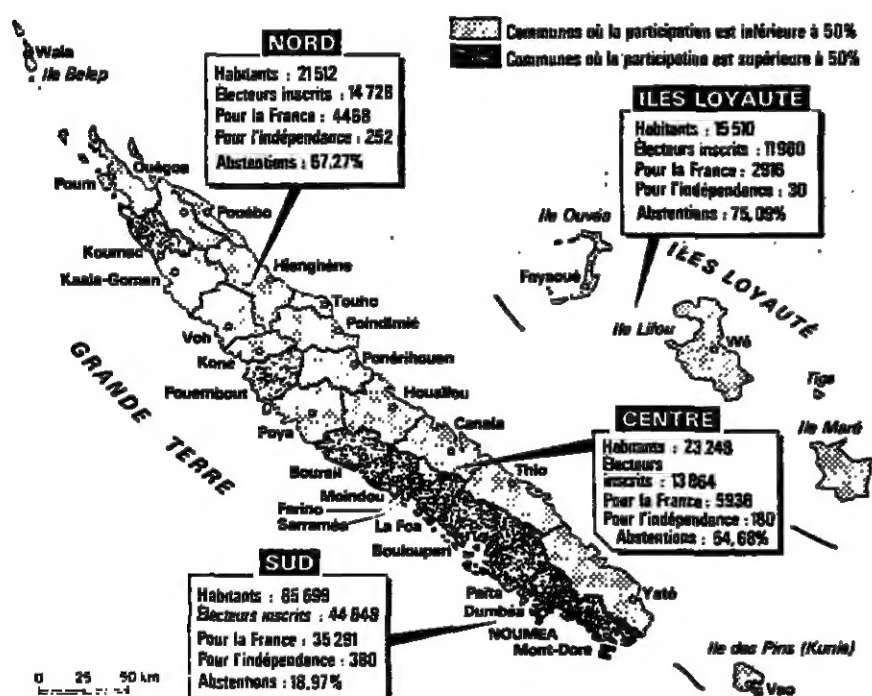 Communes où la participation est inférieure à 50%
Communes où la participation est supérieure à 50%
NORD
Habitants : 21 512
Électeurs inscrits : 14 728
Pour la France : 4468
Pour l'indépendance : 252
Abstentions : 67,27%
ILES LOYAUTÉ
Habitants : 15 510
Électeurs inscrits : 11 960
Pour la France : 2916
Pour l'indépendance : 30
Abstentions : 75,09%
CENTRE
Habitants : 23 248
Électeurs
inscrits : 13 864
Pour la France : 5936
Pour l'indépendance : 180
Abstentions : 54,68%
SUD
Habitants : 85 699
Électeurs inscrits : 44 849
Pour la France : 35 291
Pour l'indépendance : 380
Abstentions : 18,97%
Wala
Ile Belep
Ouégoa
Poum
Pouébo
Koumac
Kaala-Gomen
Hienghène
Touho
Poindimié
Voh
Koné
Ponérihouen
Pouembout
Houaïlou
Poya
Canala
Bourail
Moindou
Thio
Farino
Sarraméa
La Foa
Bouloupari
Païta
Dumbéa
Yaté
NOUMEA
Mont-Dore
GRANDE TERRE
Ile Ouvéa
Fayaoué
ILES LOYAUTÉ
Ile Lifou
Wé
Tiga
Ile Maré
Ile des Pins (Kunié)
Vao
0 25 50 km